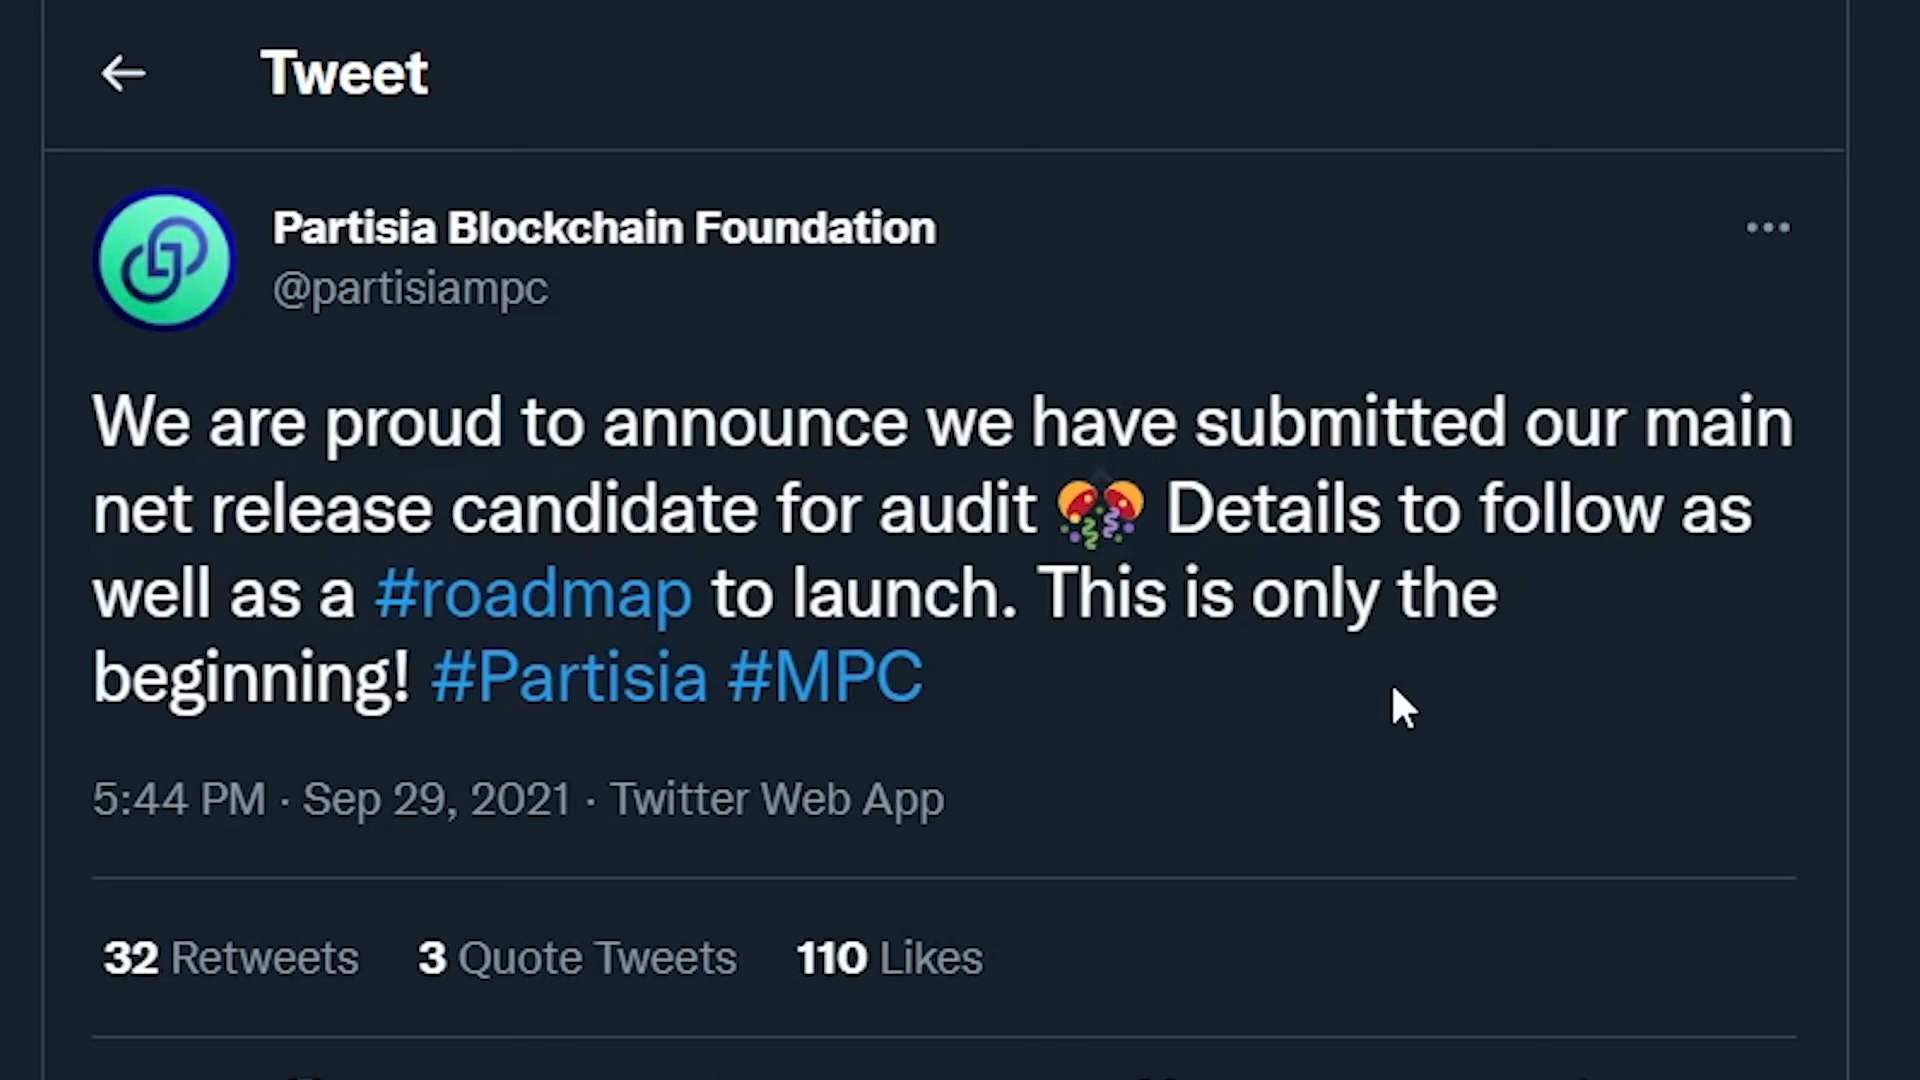 Tweet
Partisia Blockchain Foundation
@partisiampc
We are proud to announce we have submitted our main
net release candidate for audit 🎊 Details to follow as
well as a #roadmap to launch. This is only the
beginning! #Partisia #MPC
5:44 PM · Sep 29, 2021 · Twitter Web App
32 Retweets 3 Quote Tweets 110 Likes